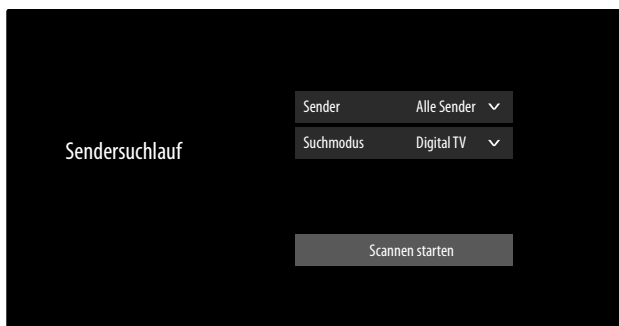 Sendersuchlauf
Sender Alle Sender
Suchmodus Digital TV
Scannen starten